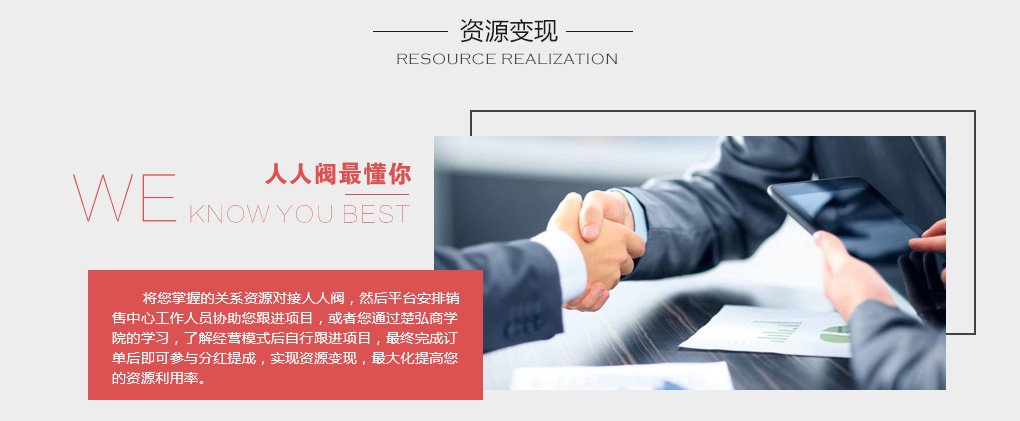 资源变现
RESOURCE REALIZATION
人人阀最懂你
WE KNOW YOU BEST
将您掌握的关系资源对接人人阀，然后平台安排销
售中心工作人员协助您跟进项目，或者您通过楚弘商学
院的学习，了解经营模式后自行跟进项目，最终完成订
单后即可参与分红提成，实现资源变现，最大化提高您
的资源利用率。